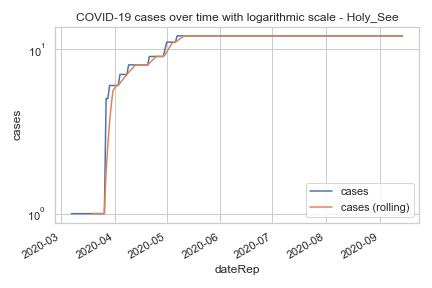 COVID-19 cases over time with logarithmic scale - Holy_See
10¹
10⁰
cases
cases
cases (rolling)
2020-03
2020-04
2020-05
2020-06
2020-07
2020-08
2020-09
dateRep